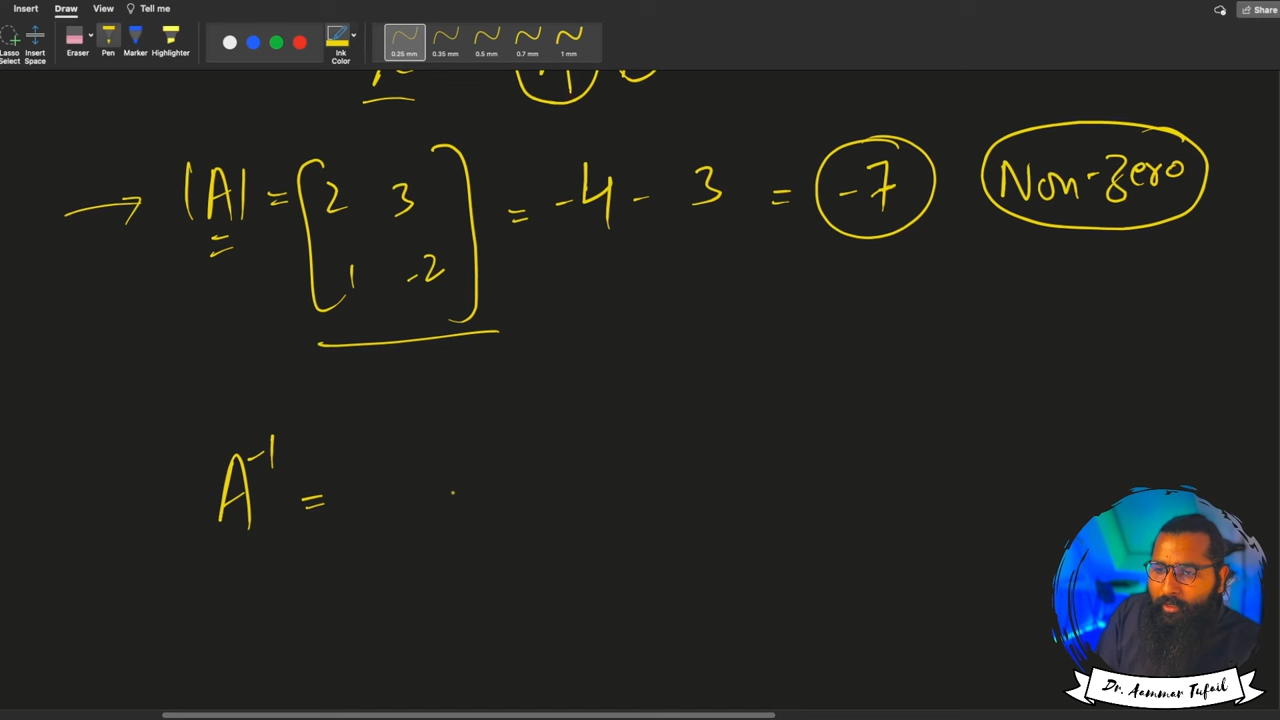 Insert Draw View Tell me Share
Lasso Select
Insert Space
Eraser
Pen
Marker
Highlighter
Ink Color
0.25 mm
0.35 mm
0.5 mm
0.7 mm
1 mm
→ |A| = [2 3
1 -2] = -4 - 3 = -7 Non-Zero
A⁻¹ =
Dr. Aammar Tufail